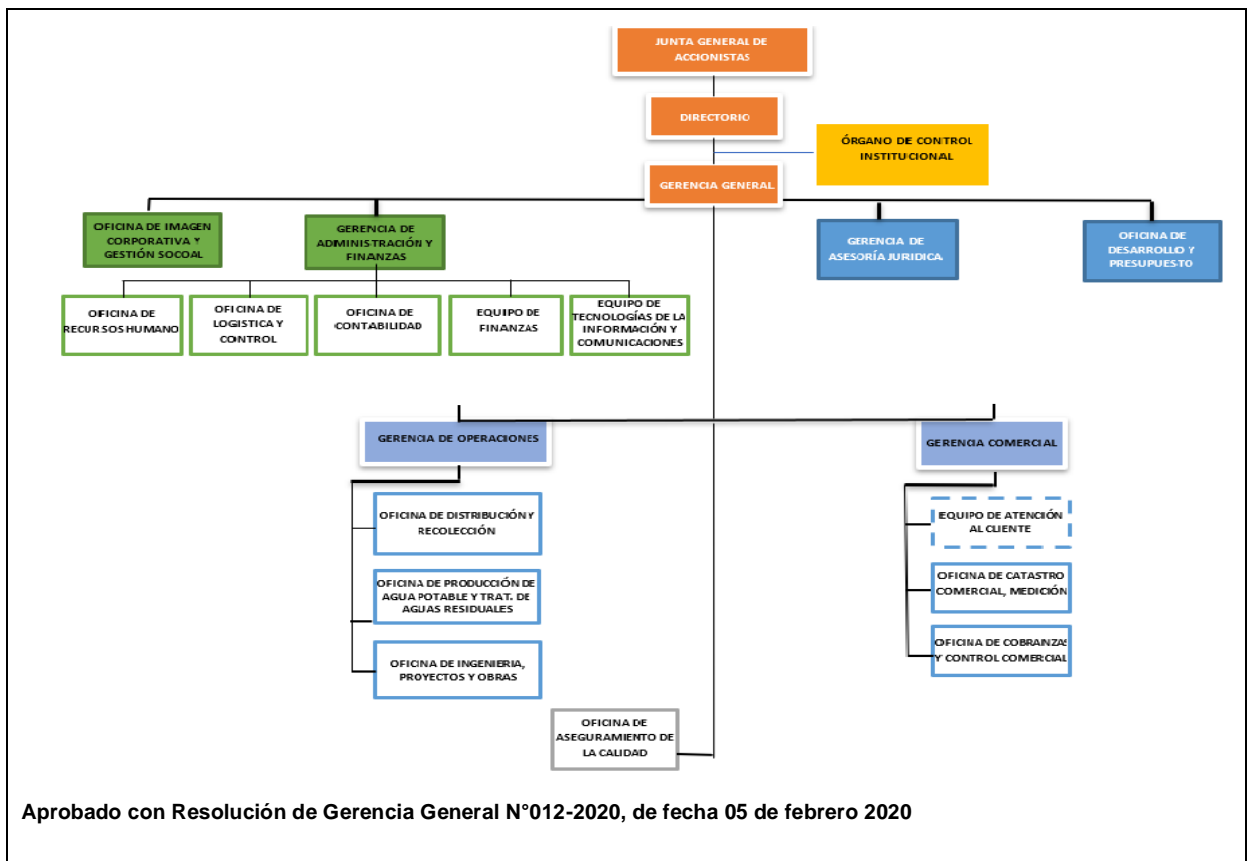 JUNTA GENERAL DE
ACCIONISTAS
DIRECTORIO
ÓRGANO DE CONTROL
INSTITUCIONAL
GERENCIA GENERAL
OFICINA DE IMAGEN
CORPORATIVA Y
GESTIÓN SOCOAL
GERENCIA DE
ADMINISTRACIÓN Y
FINANZAS
GERENCIA DE
ASESORÍA JURIDICA
OFICINA DE
DESARROLLO Y
PRESUPUESTO
OFICINA DE
RECURSOS HUMANO
OFICINA DE
LOGISTICA Y
CONTROL
OFICINA DE
CONTABILIDAD
EQUIPO DE
FINANZAS
EQUIPO DE
TECNOLOGÍAS DE LA
INFORMACIÓN Y
COMUNICACIONES
GERENCIA DE OPERACIONES
GERENCIA COMERCIAL
OFICINA DE DISTRIBUCIÓN Y
RECOLECCIÓN
OFICINA DE PRODUCCIÓN DE
AGUA POTABLE Y TRAT. DE
AGUAS RESIDUALES
OFICINA DE INGENIERIA,
PROYECTOS Y OBRAS
EQUIPO DE ATENCIÓN
AL CLIENTE
OFICINA DE CATASTRO
COMERCIAL, MEDICIÓN
OFICINA DE COBRANZAS
Y CONTROL COMERCIAL
OFICINA DE
ASEGURAMIENTO DE
LA CALIDAD
Aprobado con Resolución de Gerencia General N°012-2020, de fecha 05 de febrero 2020